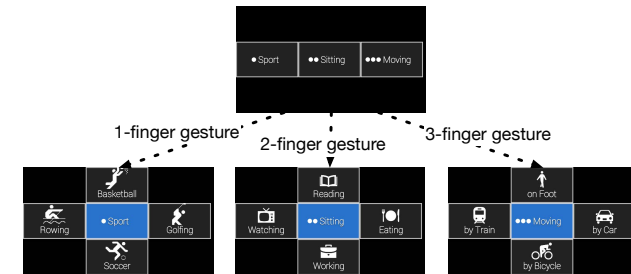 Sport Sitting Moving
1-finger gesture
2-finger gesture
3-finger gesture
Basketball
Rowing Sport Golfing
Soccer
Reading
Watching Sitting Eating
Working
on Foot
by Train Moving by Car
by Bicycle